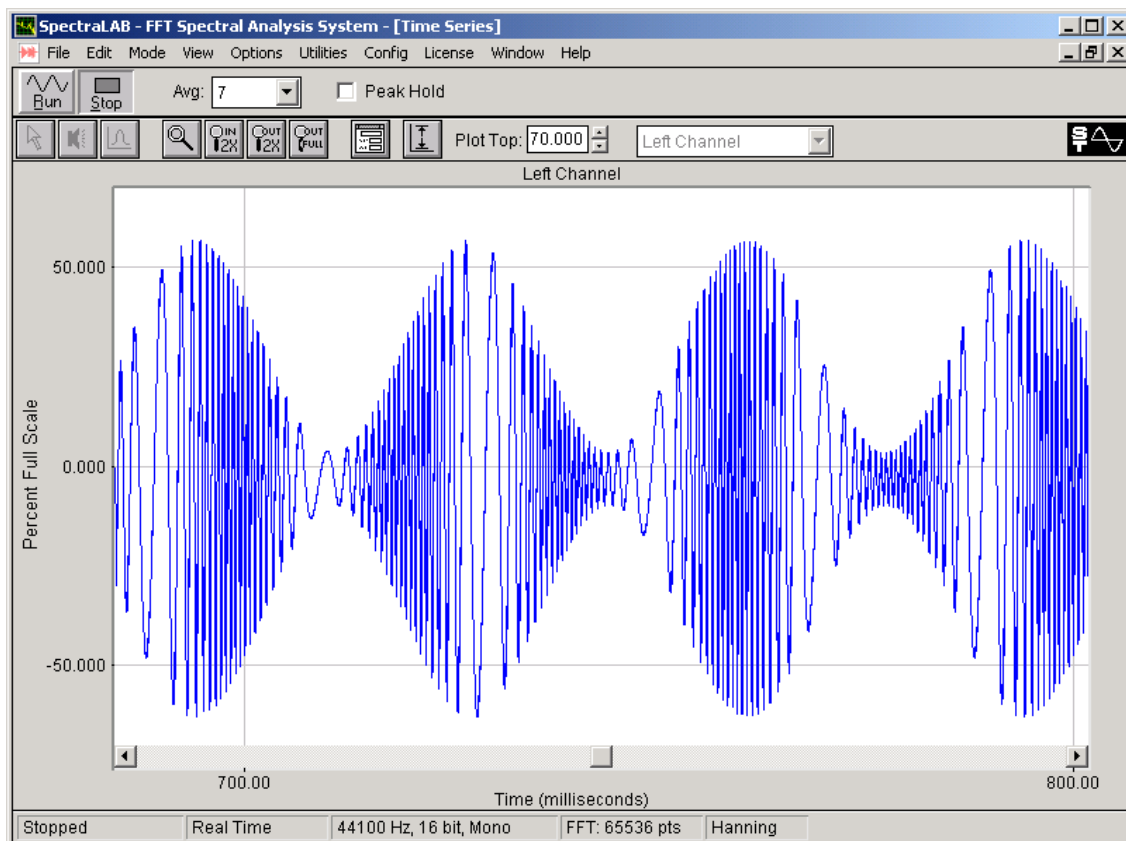 SpectraLAB - FFT Spectral Analysis System - [Time Series]
File Edit Mode View Options Utilities Config License Window Help
Run Stop Avg: 7 Peak Hold
IN 2X OUT 2X OUT FULL Plot Top: 70.000 Left Channel S T
Left Channel
50.000
0.000
-50.000
Percent Full Scale
700.00 800.00
Time (milliseconds)
Stopped Real Time 44100 Hz, 16 bit, Mono FFT: 65536 pts Hanning